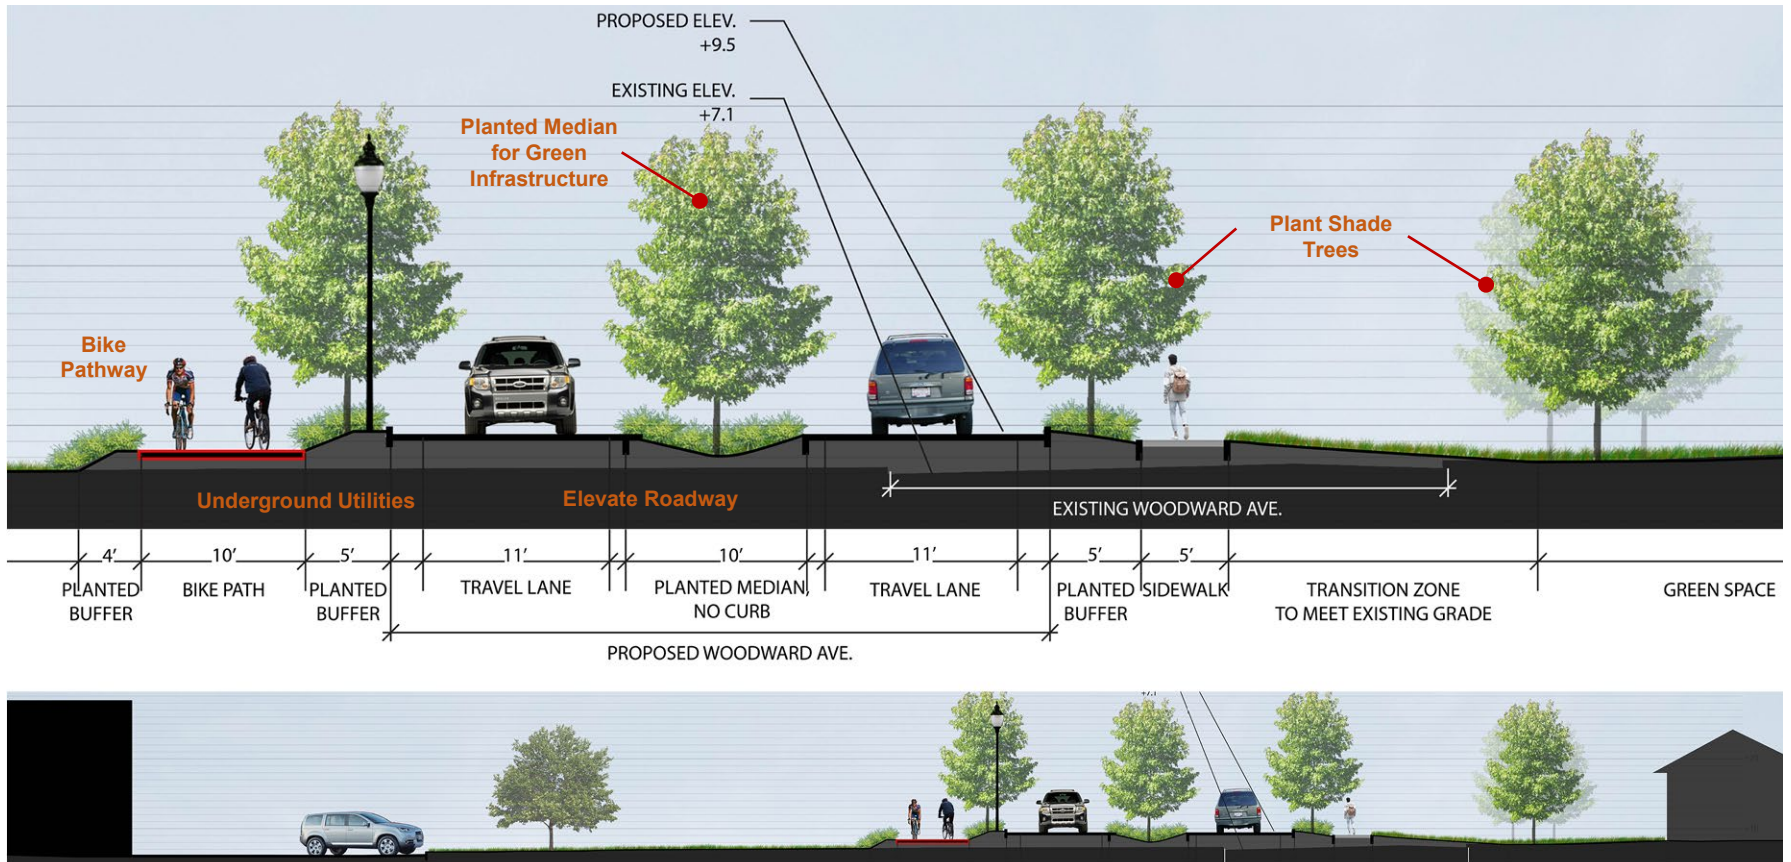 PROPOSED ELEV.
+9.5
EXISTING ELEV.
+7.1
Planted Median
for Green
Infrastructure
Plant Shade
Trees
Bike
Pathway
Underground Utilities
Elevate Roadway
EXISTING WOODWARD AVE.
4’ 10’ 5’ 11’ 10’ 11’ 5’ 5’
PLANTED
BUFFER
BIKE PATH
PLANTED
BUFFER
TRAVEL LANE
PLANTED MEDIAN,
NO CURB
TRAVEL LANE
PLANTED
BUFFER
SIDEWALK
TRANSITION ZONE
TO MEET EXISTING GRADE
GREEN SPACE
PROPOSED WOODWARD AVE.
+7.1